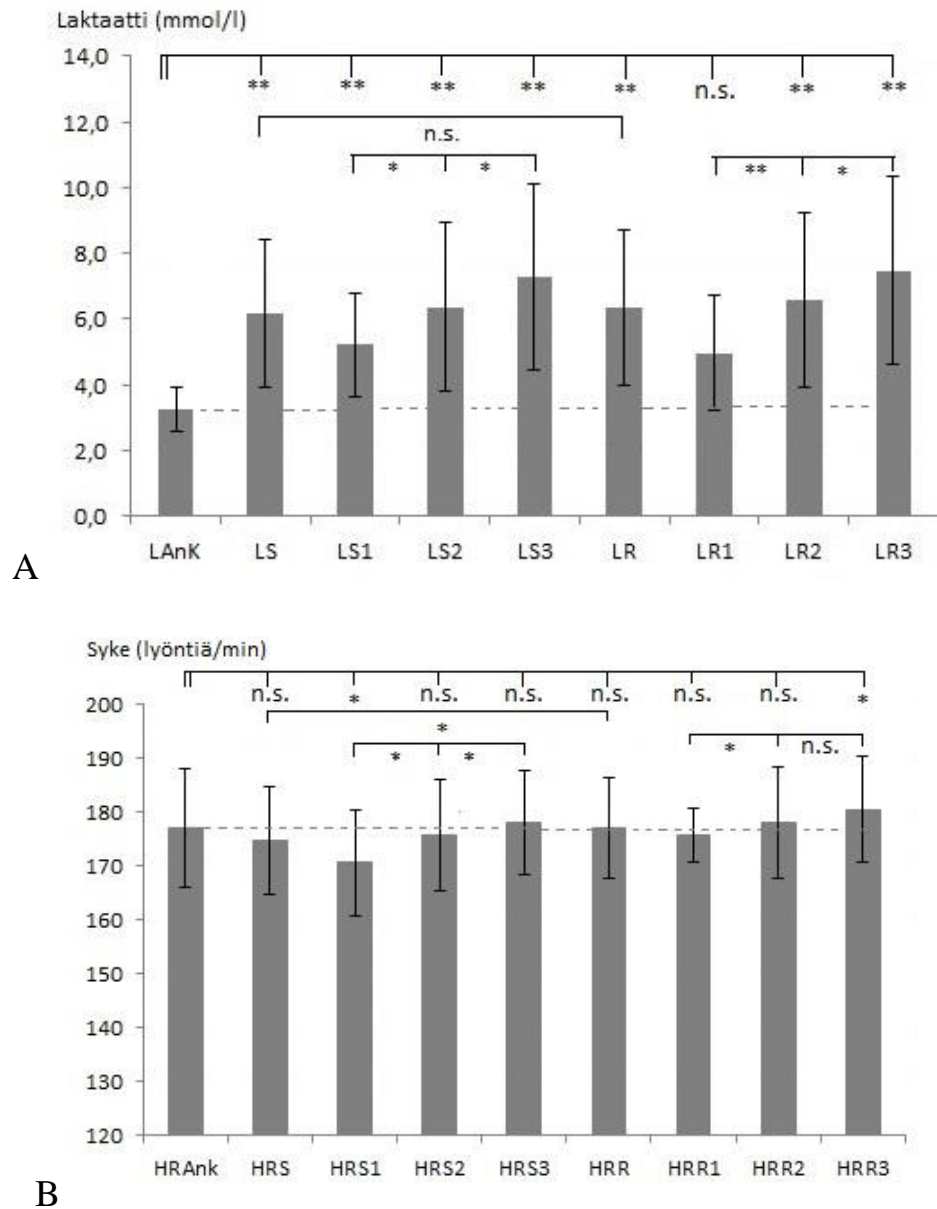 Laktaatti (mmol/l)
14,0
** ** ** ** ** n.s. ** **
12,0
n.s.
* * ** *
10,0
8,0
6,0
4,0
2,0
0,0
LAnK LS LS1 LS2 LS3 LR LR1 LR2 LR3
A
Syke (lyöntiä/min)
n.s. * n.s. n.s. n.s. n.s. n.s. *
200
*
* * * n.s.
190
180
170
160
150
140
130
120
HRAnk HRS HRS1 HRS2 HRS3 HRR HRR1 HRR2 HRR3
B